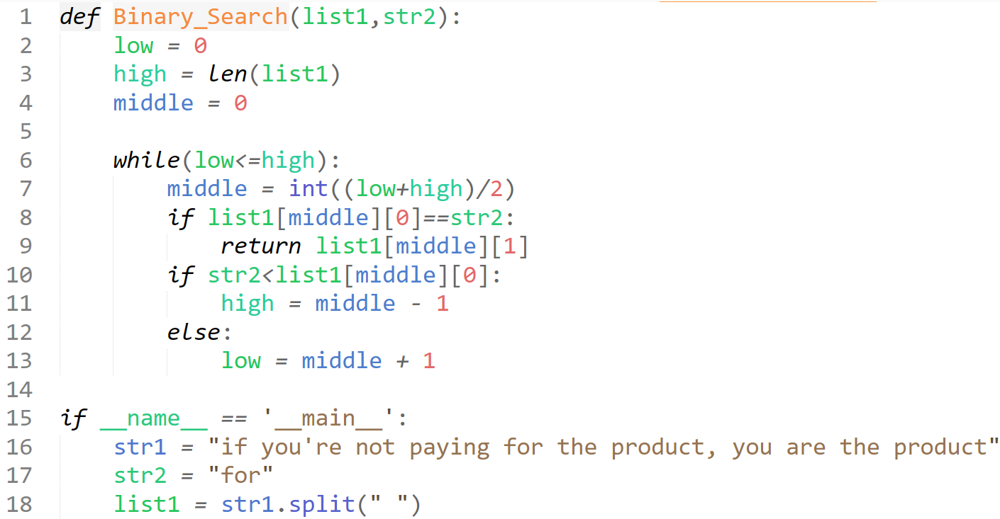 1 def Binary_Search(list1,str2):
2     low = 0
3     high = len(list1)
4     middle = 0
5
6     while(low<=high):
7         middle = int((low+high)/2)
8         if list1[middle][0]==str2:
9             return list1[middle][1]
10         if str2<list1[middle][0]:
11             high = middle - 1
12         else:
13             low = middle + 1
14
15 if __name__ == '__main__':
16     str1 = "if you're not paying for the product, you are the product"
17     str2 = "for"
18     list1 = str1.split(" ")